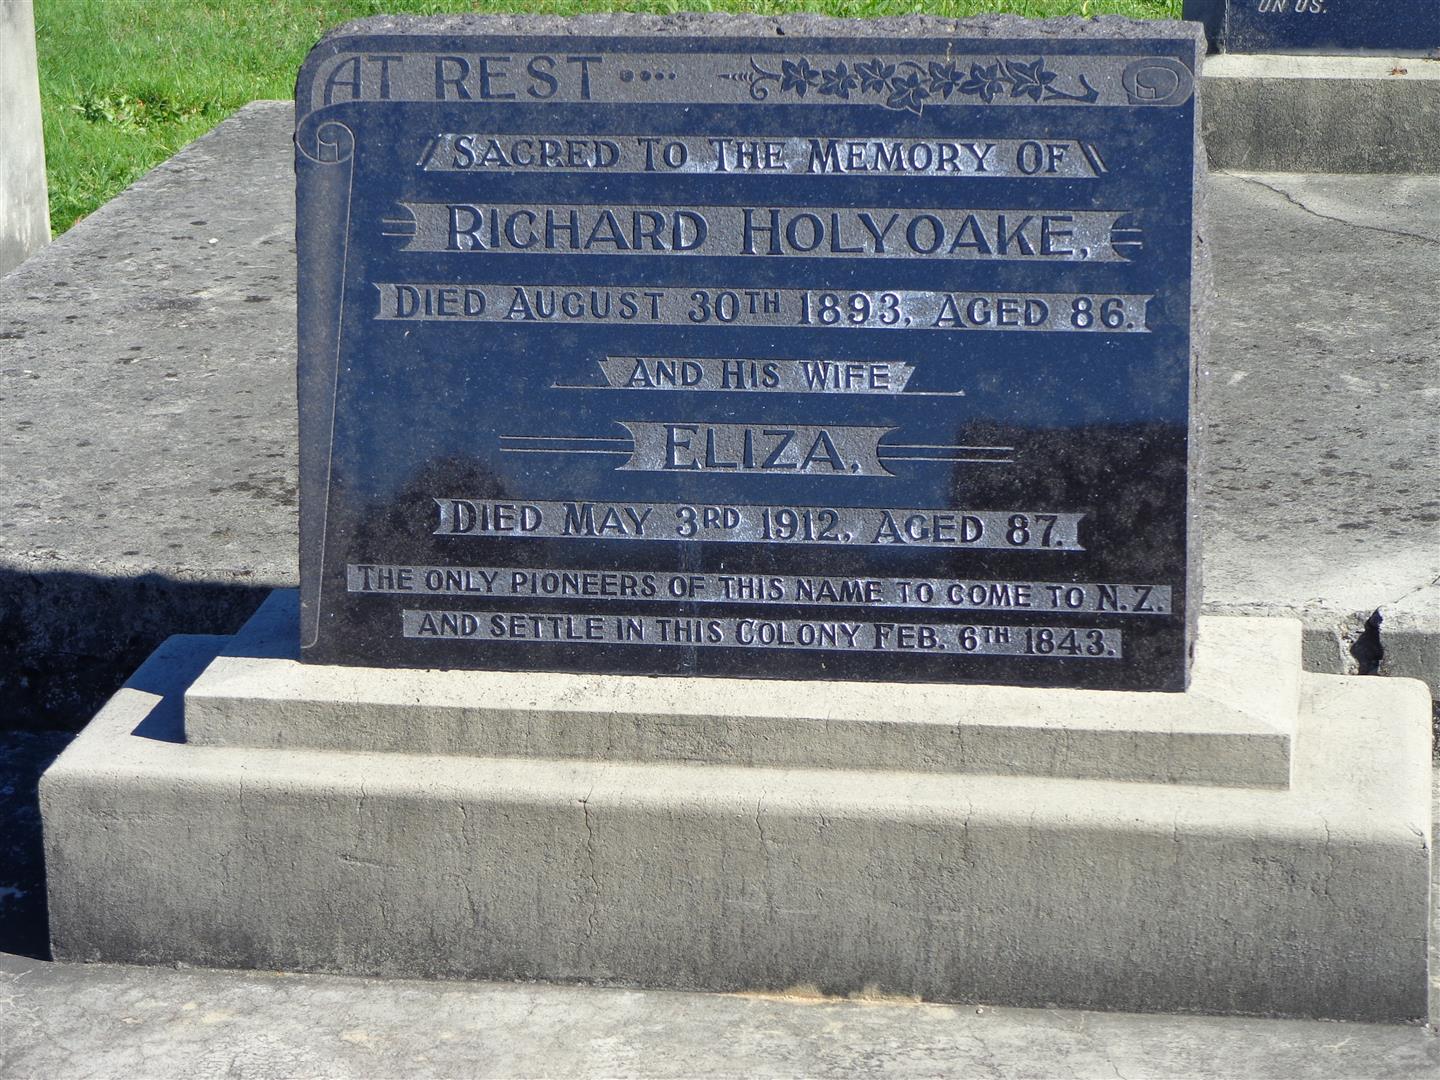 ON US.
AT REST
SACRED TO THE MEMORY OF
RICHARD HOLYOAKE,
DIED AUGUST 30TH 1893, AGED 86.
AND HIS WIFE
ELIZA,
DIED MAY 3RD 1912, AGED 87.
THE ONLY PIONEERS OF THIS NAME TO COME TO N.Z.
AND SETTLE IN THIS COLONY FEB. 6TH 1843.